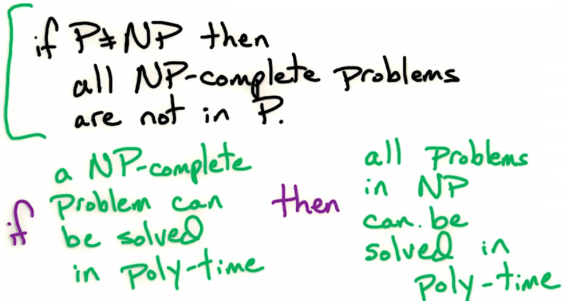 if P≠NP then
all NP-complete problems
are not in P.
if
a NP-complete
Problem can
be solved
in poly-time
then
all problems
in NP
can be
solved in
poly-time